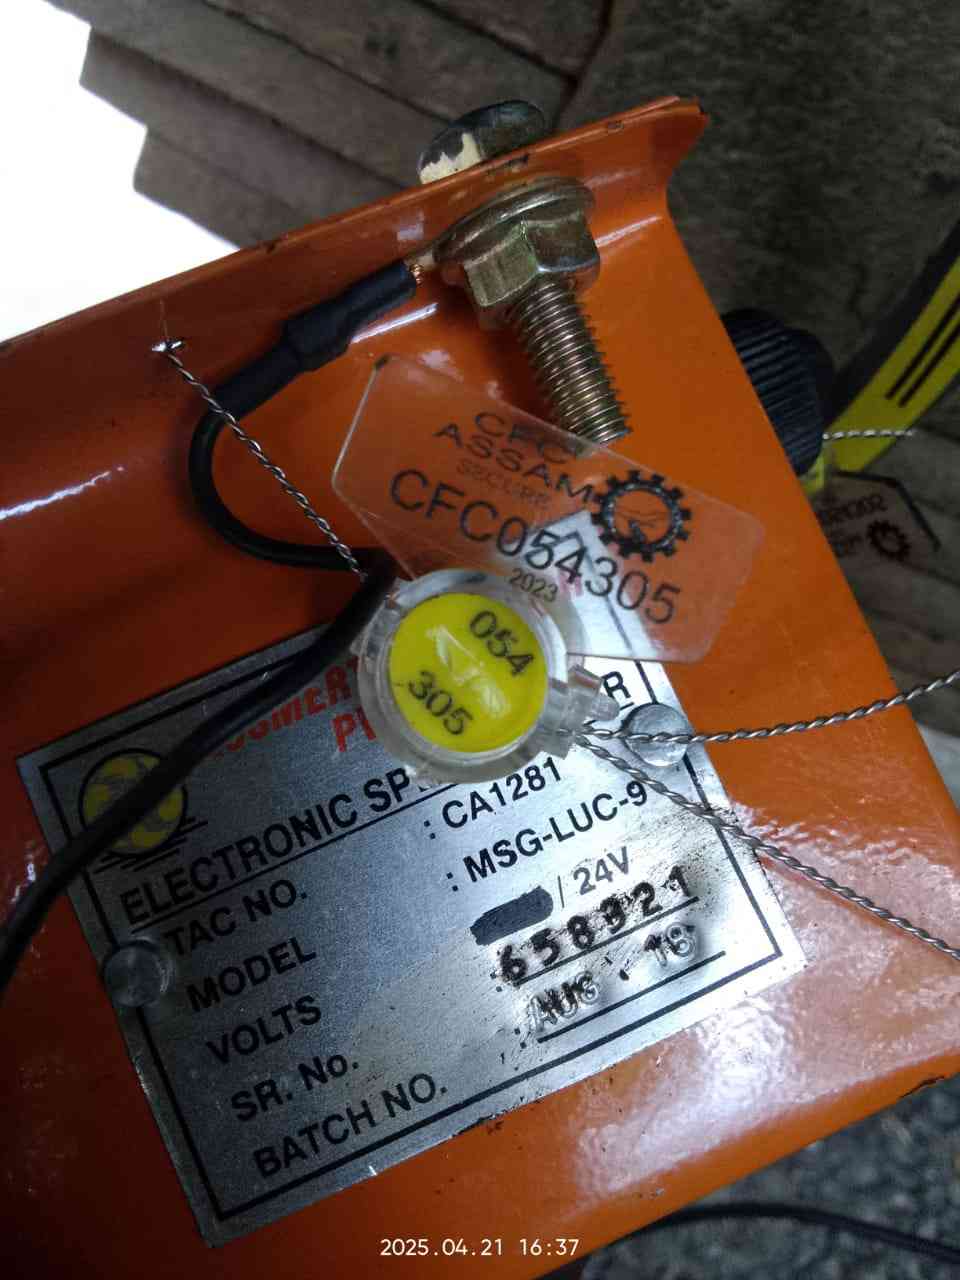 CFC
ASSAM
SECURE
CFC054305
2023
054
305
ELECTRONIC
TAC NO. : CA1281
MODEL : MSG-LUC-9
VOLTS / 24V
SR. No. : 658921
BATCH NO. : AUG : 18
2025.04.21 16:37